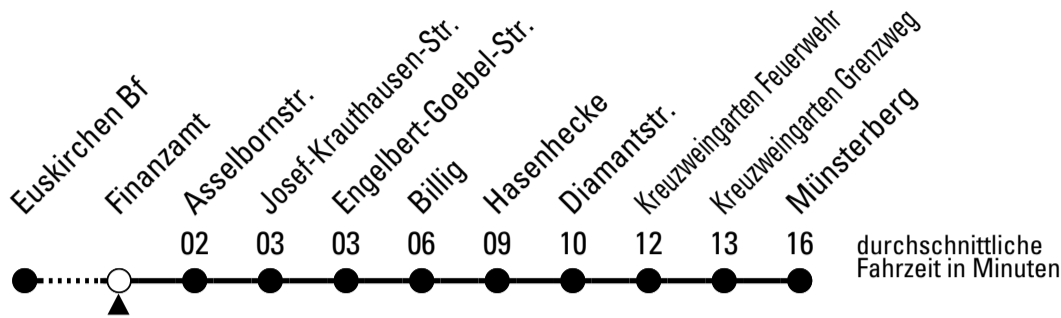 Euskirchen Bf
Finanzamt
Asselbornstr.
Josef-Krauthausen-Str.
Engelbert-Goebel-Str.
Billig
Hasenhecke
Diamantstr.
Kreuzweingarten Feuerwehr
Kreuzweingarten Grenzweg
Münsterberg
02 03 03 06 09 10 12 13 16
durchschnittliche
Fahrzeit in Minuten